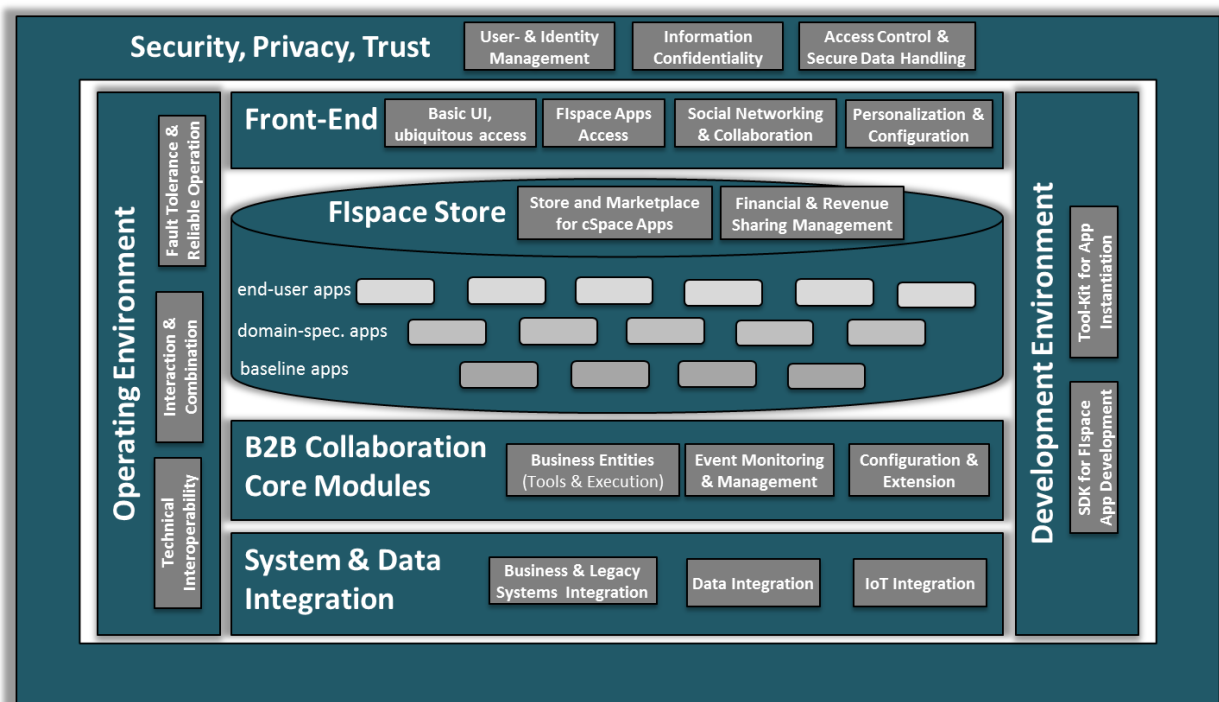 Security, Privacy, Trust
User- & Identity
Management
Information
Confidentiality
Access Control &
Secure Data Handling
Operating Environment
Fault Tolerance &
Reliable Operation
Interaction &
Combination
Technical
Interoperability
Front-End
Basic UI,
ubiquitous access
FIspace Apps
Access
Social Networking
& Collaboration
Personalization &
Configuration
FIspace Store
Store and Marketplace
for cSpace Apps
Financial & Revenue
Sharing Management
end-user apps
domain-spec. apps
baseline apps
B2B Collaboration
Core Modules
Business Entities
(Tools & Execution)
Event Monitoring
& Management
Configuration &
Extension
System & Data
Integration
Business & Legacy
Systems Integration
Data Integration
IoT Integration
Development Environment
Tool-Kit for App
Instantiation
SDK for FIspace
App Development